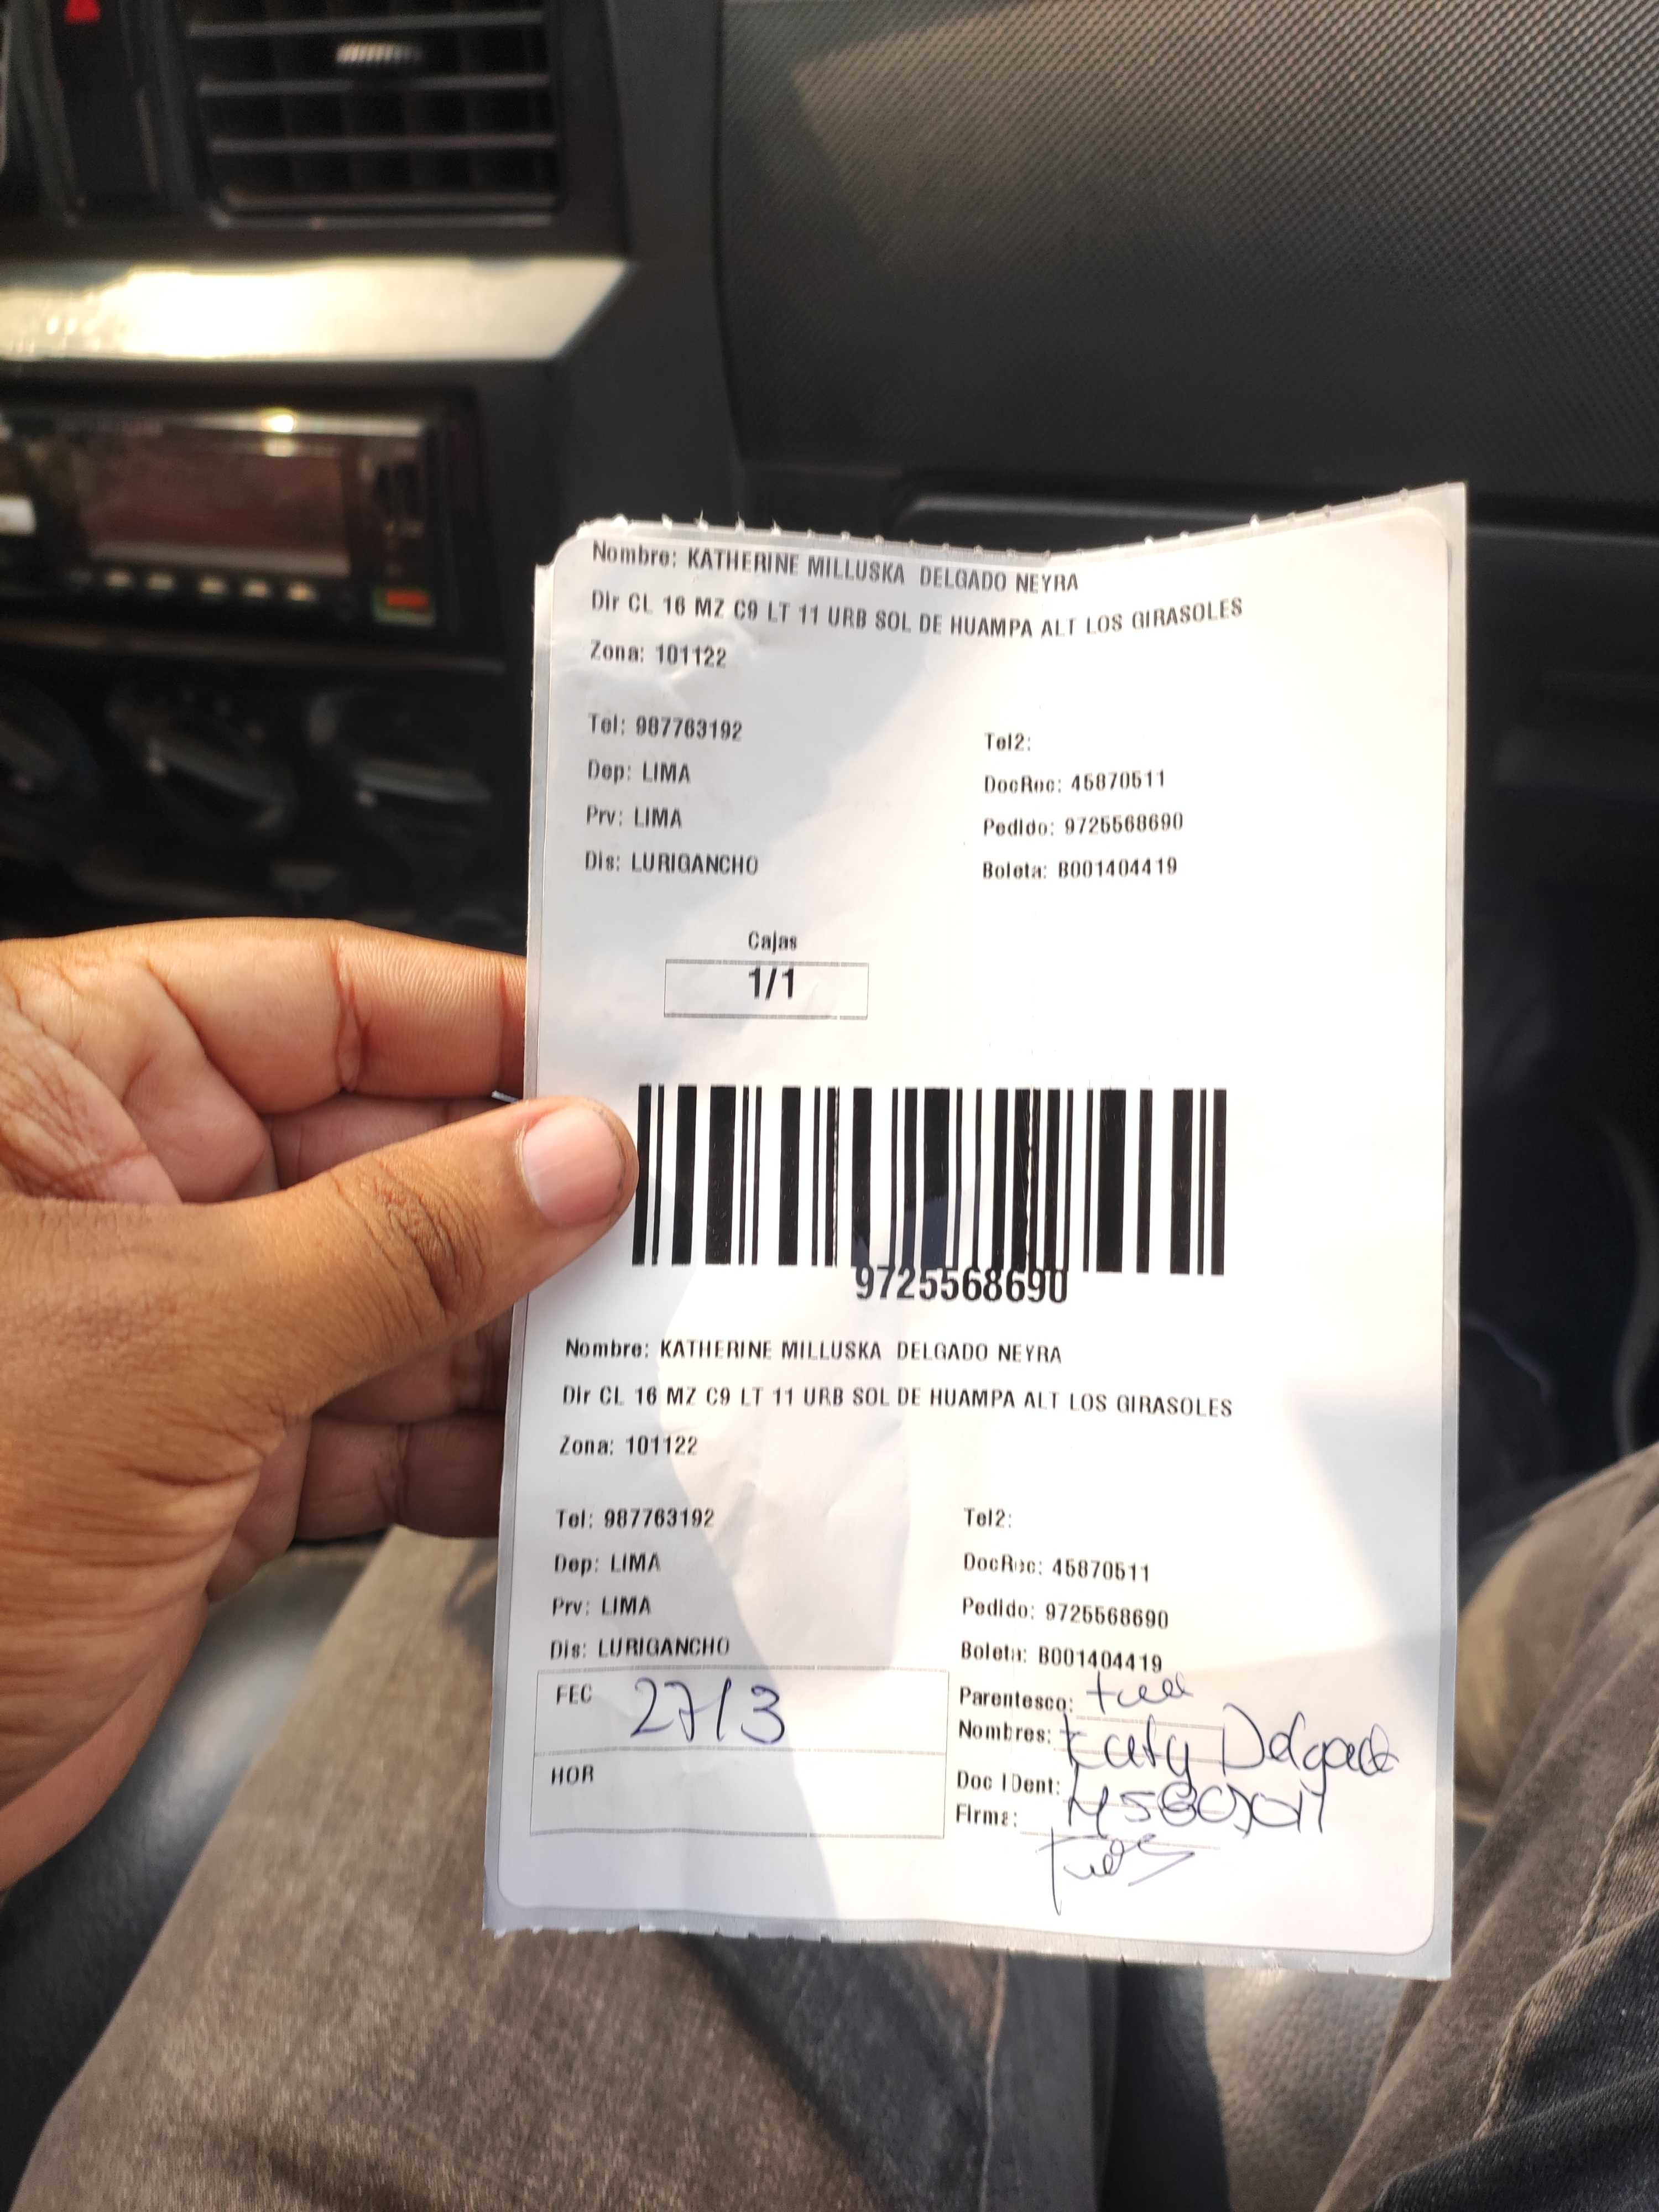 Nombre: KATHERINE MILLUSKA DELGADO NEYRA
Dir CL 16 MZ C9 LT 11 URB SOL DE HUAMPA ALT LOS GIRASOLES
Zona: 101122
Tel: 987763192 Tel2:
Dep: LIMA DocRec: 45870511
Prv: LIMA Pedido: 9725568690
Dis: LURIGANCHO Boleta: B001404419
Cajas
1/1
9725568690
Nombre: KATHERINE MILLUSKA DELGADO NEYRA
Dir CL 16 MZ C9 LT 11 URB SOL DE HUAMPA ALT LOS GIRASOLES
Zona: 101122
Tel: 987763192 Tel2:
Dep: LIMA DocRec: 45870511
Prv: LIMA Pedido: 9725568690
Dis: LURIGANCHO Boleta: B001404419
FEC 27/3 Parentesco:
Nombres: Katy Delgado
HOR Doc IDent:
Firma: